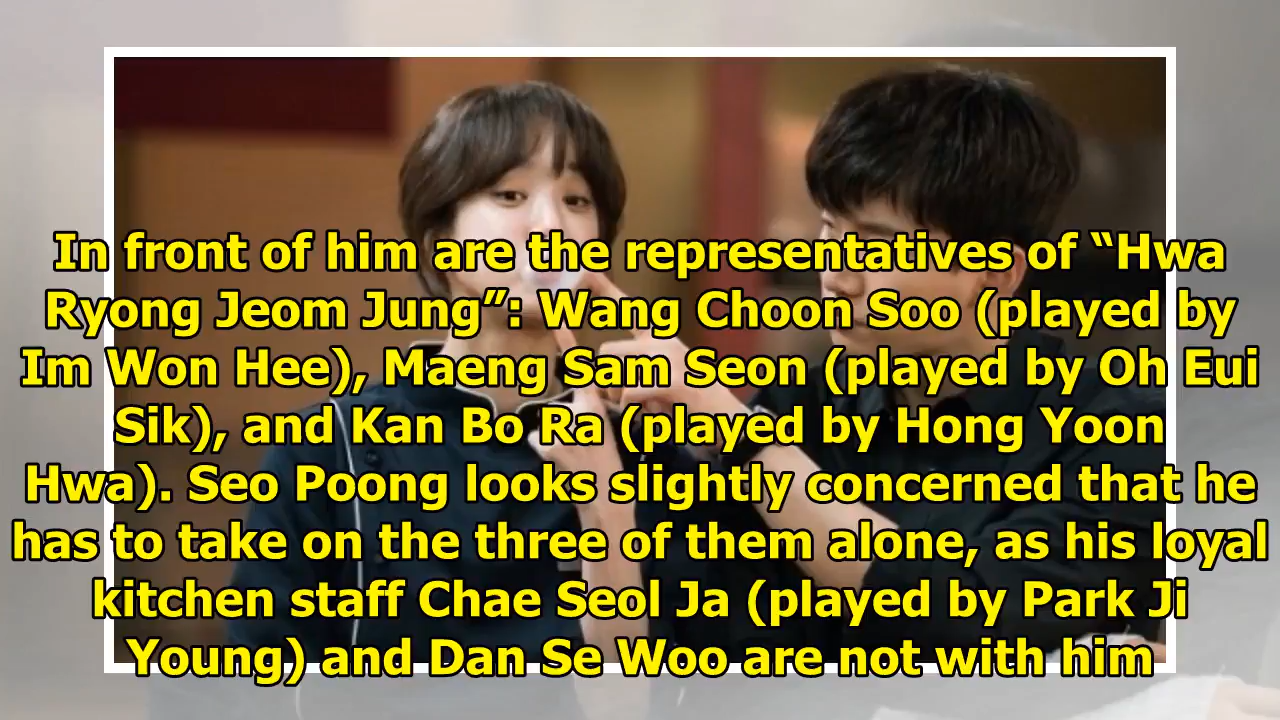 In front of him are the representatives of “Hwa
Ryong Jeom Jung”: Wang Choon Soo (played by
Im Won Hee), Maeng Sam Seon (played by Oh Eui
Sik), and Kan Bo Ra (played by Hong Yoon
Hwa). Seo Poong looks slightly concerned that he
has to take on the three of them alone, as his loyal
kitchen staff Chae Seol Ja (played by Park Ji
Young) and Dan Se Woo are not with him